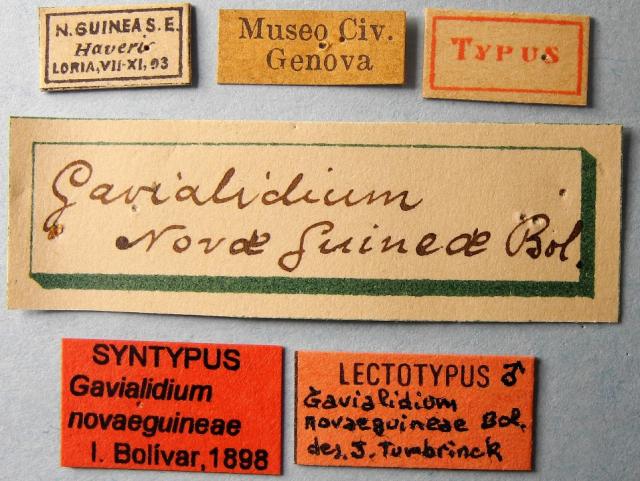 N. GUINEA S. E.
Haveri
LORIA, VII-XI, 93
Museo Civ.
Genova
TYPUS
Gavialidium
Novæ Guineæ Bol.
SYNTYPUS
Gavialidium
novaeguineae
I. Bolívar, 1898
LECTOTYPUS ♂
Gavialidium
novaeguineae Bol.
des. J. Tumbrinck